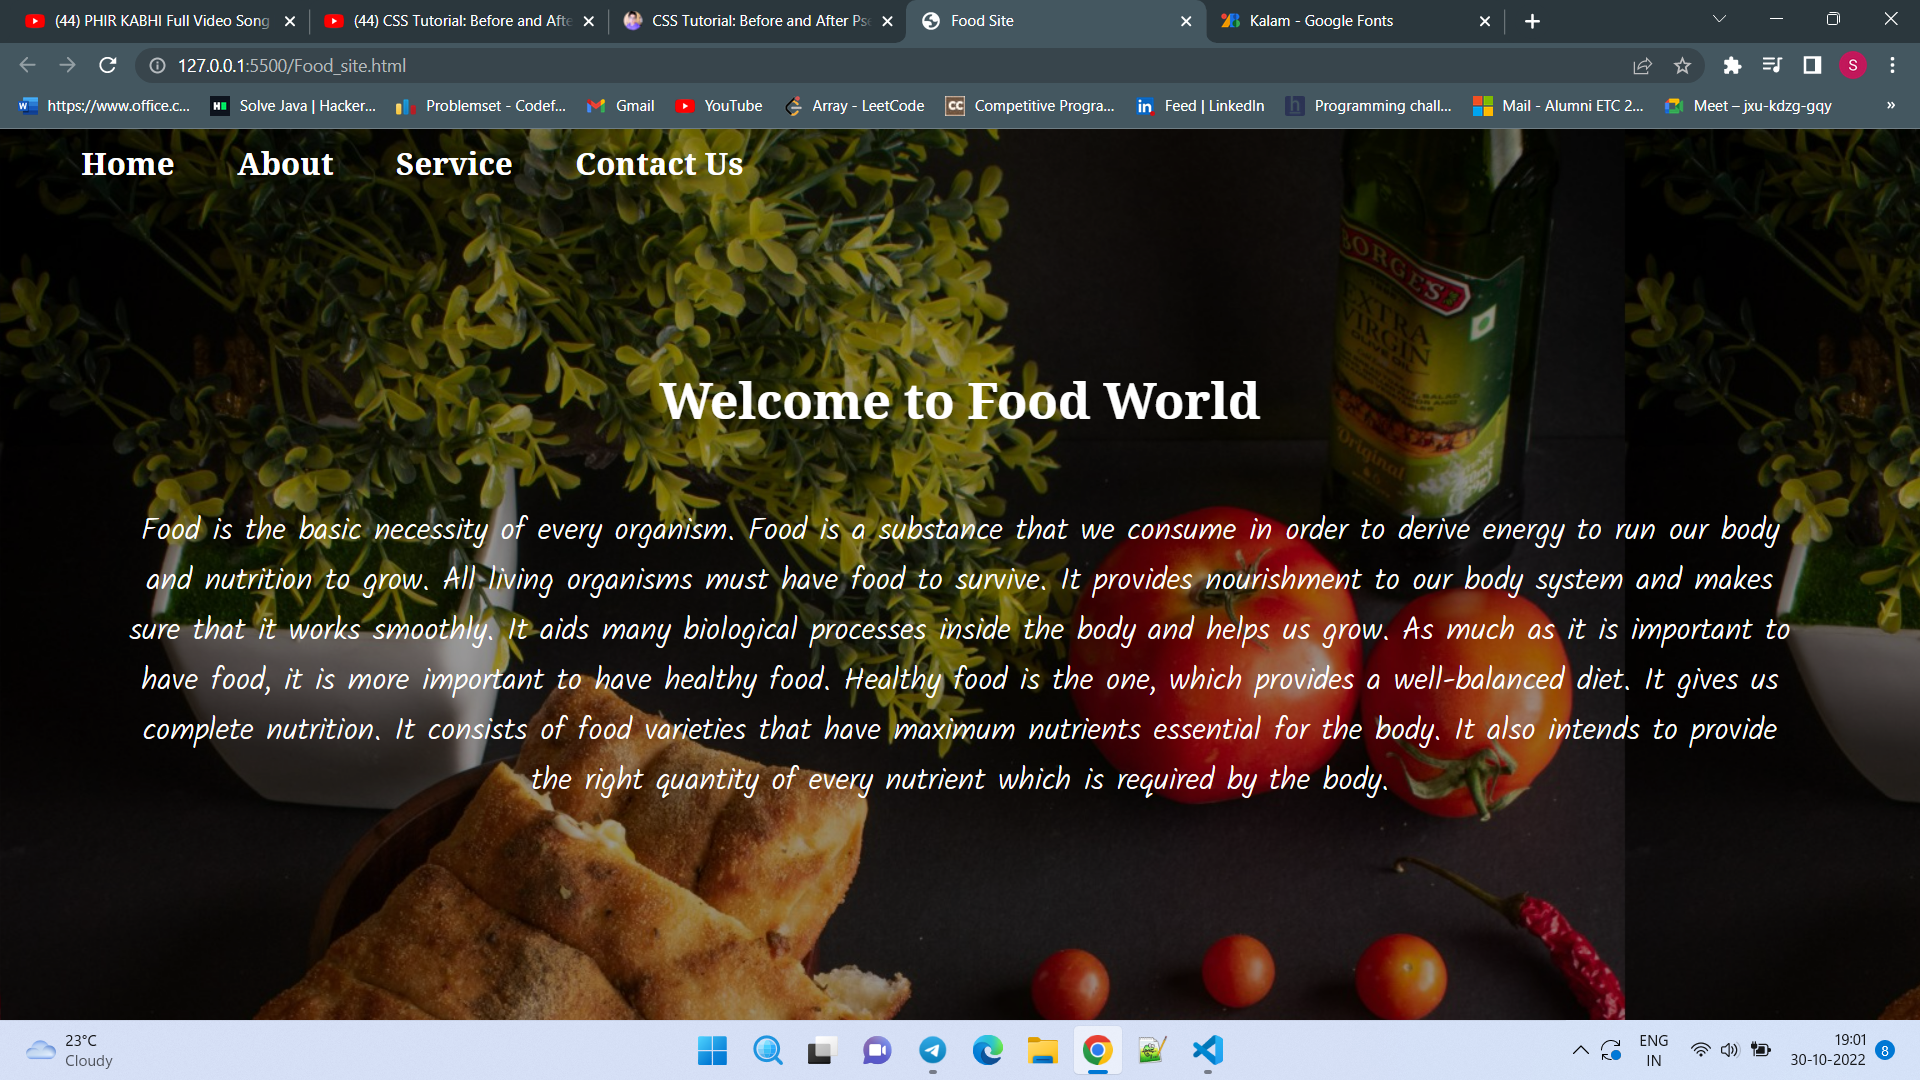 (44) PHIR KABHI Full Video Song
(44) CSS Tutorial: Before and Afte
CSS Tutorial: Before and After Pse
Food Site
Kalam - Google Fonts
127.0.0.1:5500/Food_site.html
S
https://www.office.c...
Solve Java | Hacker...
Problemset - Codef...
Gmail
YouTube
Array - LeetCode
Competitive Progra...
Feed | LinkedIn
Programming chall...
Mail - Alumni ETC 2...
Meet – jxu-kdzg-gqy
»
Home About Service Contact Us
BORGES
EXTRA
VIRGIN
OLIVE OIL
Original
Welcome to Food World
Food is the basic necessity of every organism. Food is a substance that we consume in order to derive energy to run our body
and nutrition to grow. All living organisms must have food to survive. It provides nourishment to our body system and makes
sure that it works smoothly. It aids many biological processes inside the body and helps us grow. As much as it is important to
have food, it is more important to have healthy food. Healthy food is the one, which provides a well-balanced diet. It gives us
complete nutrition. It consists of food varieties that have maximum nutrients essential for the body. It also intends to provide
the right quantity of every nutrient which is required by the body.
23°C
Cloudy
ENG
IN
19:01
30-10-2022
8